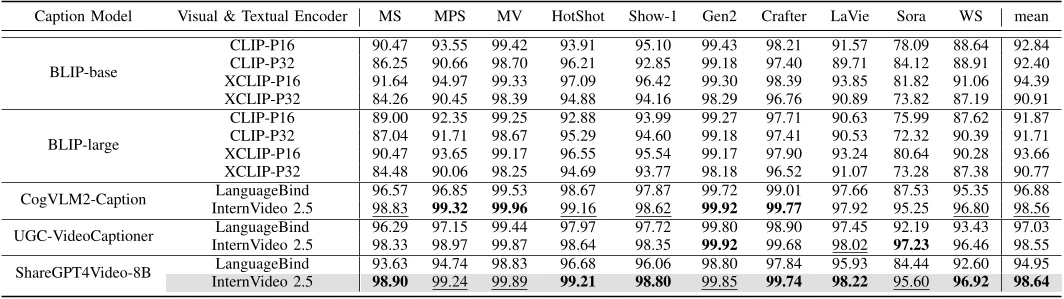 Caption Model Visual & Textual Encoder MS MPS MV HotShot Show-1 Gen2 Crafter LaVie Sora WS mean
BLIP-base
CLIP-P16 90.47 93.55 99.42 93.91 95.10 99.43 98.21 91.57 78.09 88.64 92.84
CLIP-P32 86.25 90.66 98.70 96.21 92.85 99.18 97.40 89.71 84.12 88.91 92.40
XCLIP-P16 91.64 94.97 99.33 97.09 96.42 99.30 98.39 93.85 81.82 91.06 94.39
XCLIP-P32 84.26 90.45 98.39 94.88 94.16 98.29 96.76 90.89 73.82 87.19 90.91
BLIP-large
CLIP-P16 89.00 92.35 99.25 92.88 93.99 99.27 97.71 90.63 75.99 87.62 91.87
CLIP-P32 87.04 91.71 98.67 95.29 94.60 99.18 97.41 90.53 72.32 90.39 91.71
XCLIP-P16 90.47 93.65 99.17 96.55 95.54 99.17 97.90 93.24 80.64 90.28 93.66
XCLIP-P32 84.48 90.06 98.25 94.69 93.77 98.18 96.52 91.07 73.28 87.38 90.77
CogVLM2-Caption
LanguageBind 96.57 96.85 99.53 98.67 97.87 99.72 99.01 97.66 87.53 95.35 96.88
InternVideo 2.5 98.83 99.32 99.96 99.16 98.62 99.92 99.77 97.92 95.25 96.80 98.56
UGC-VideoCaptioner
LanguageBind 96.29 97.15 99.44 97.97 97.72 99.80 98.90 97.45 92.19 93.43 97.03
InternVideo 2.5 98.33 98.97 99.87 98.64 98.35 99.92 99.68 98.02 97.23 96.46 98.55
ShareGPT4Video-8B
LanguageBind 93.63 94.74 98.83 96.68 96.06 98.80 97.84 95.93 84.44 92.60 94.95
InternVideo 2.5 98.90 99.24 99.89 99.21 98.80 99.85 99.74 98.22 95.60 96.92 98.64